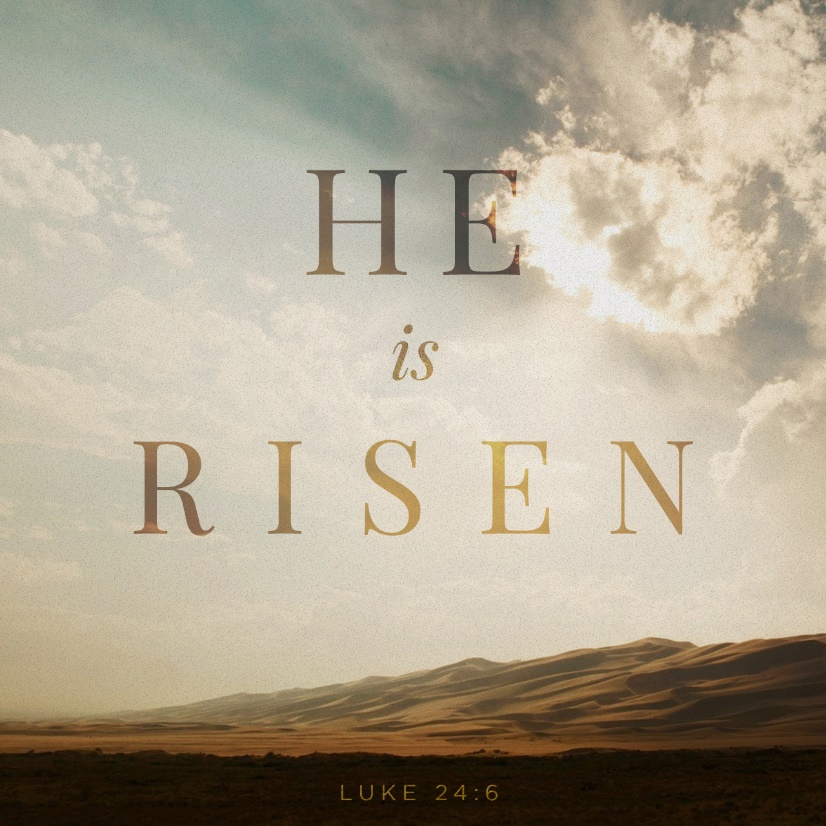 HE
is
RISEN
LUKE 24:6